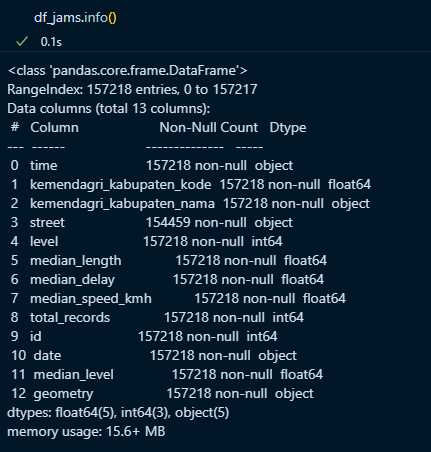 df_jams.info()
0.1s
<class 'pandas.core.frame.DataFrame'>
RangeIndex: 157218 entries, 0 to 157217
Data columns (total 13 columns):
# Column Non-Null Count Dtype
--- ------ -------------- -----
0 time 157218 non-null object
1 kemendagri_kabupaten_kode 157218 non-null float64
2 kemendagri_kabupaten_nama 157218 non-null object
3 street 154459 non-null object
4 level 157218 non-null int64
5 median_length 157218 non-null float64
6 median_delay 157218 non-null float64
7 median_speed_kmh 157218 non-null float64
8 total_records 157218 non-null int64
9 id 157218 non-null int64
10 date 157218 non-null object
11 median_level 157218 non-null float64
12 geometry 157218 non-null object
dtypes: float64(5), int64(3), object(5)
memory usage: 15.6+ MB